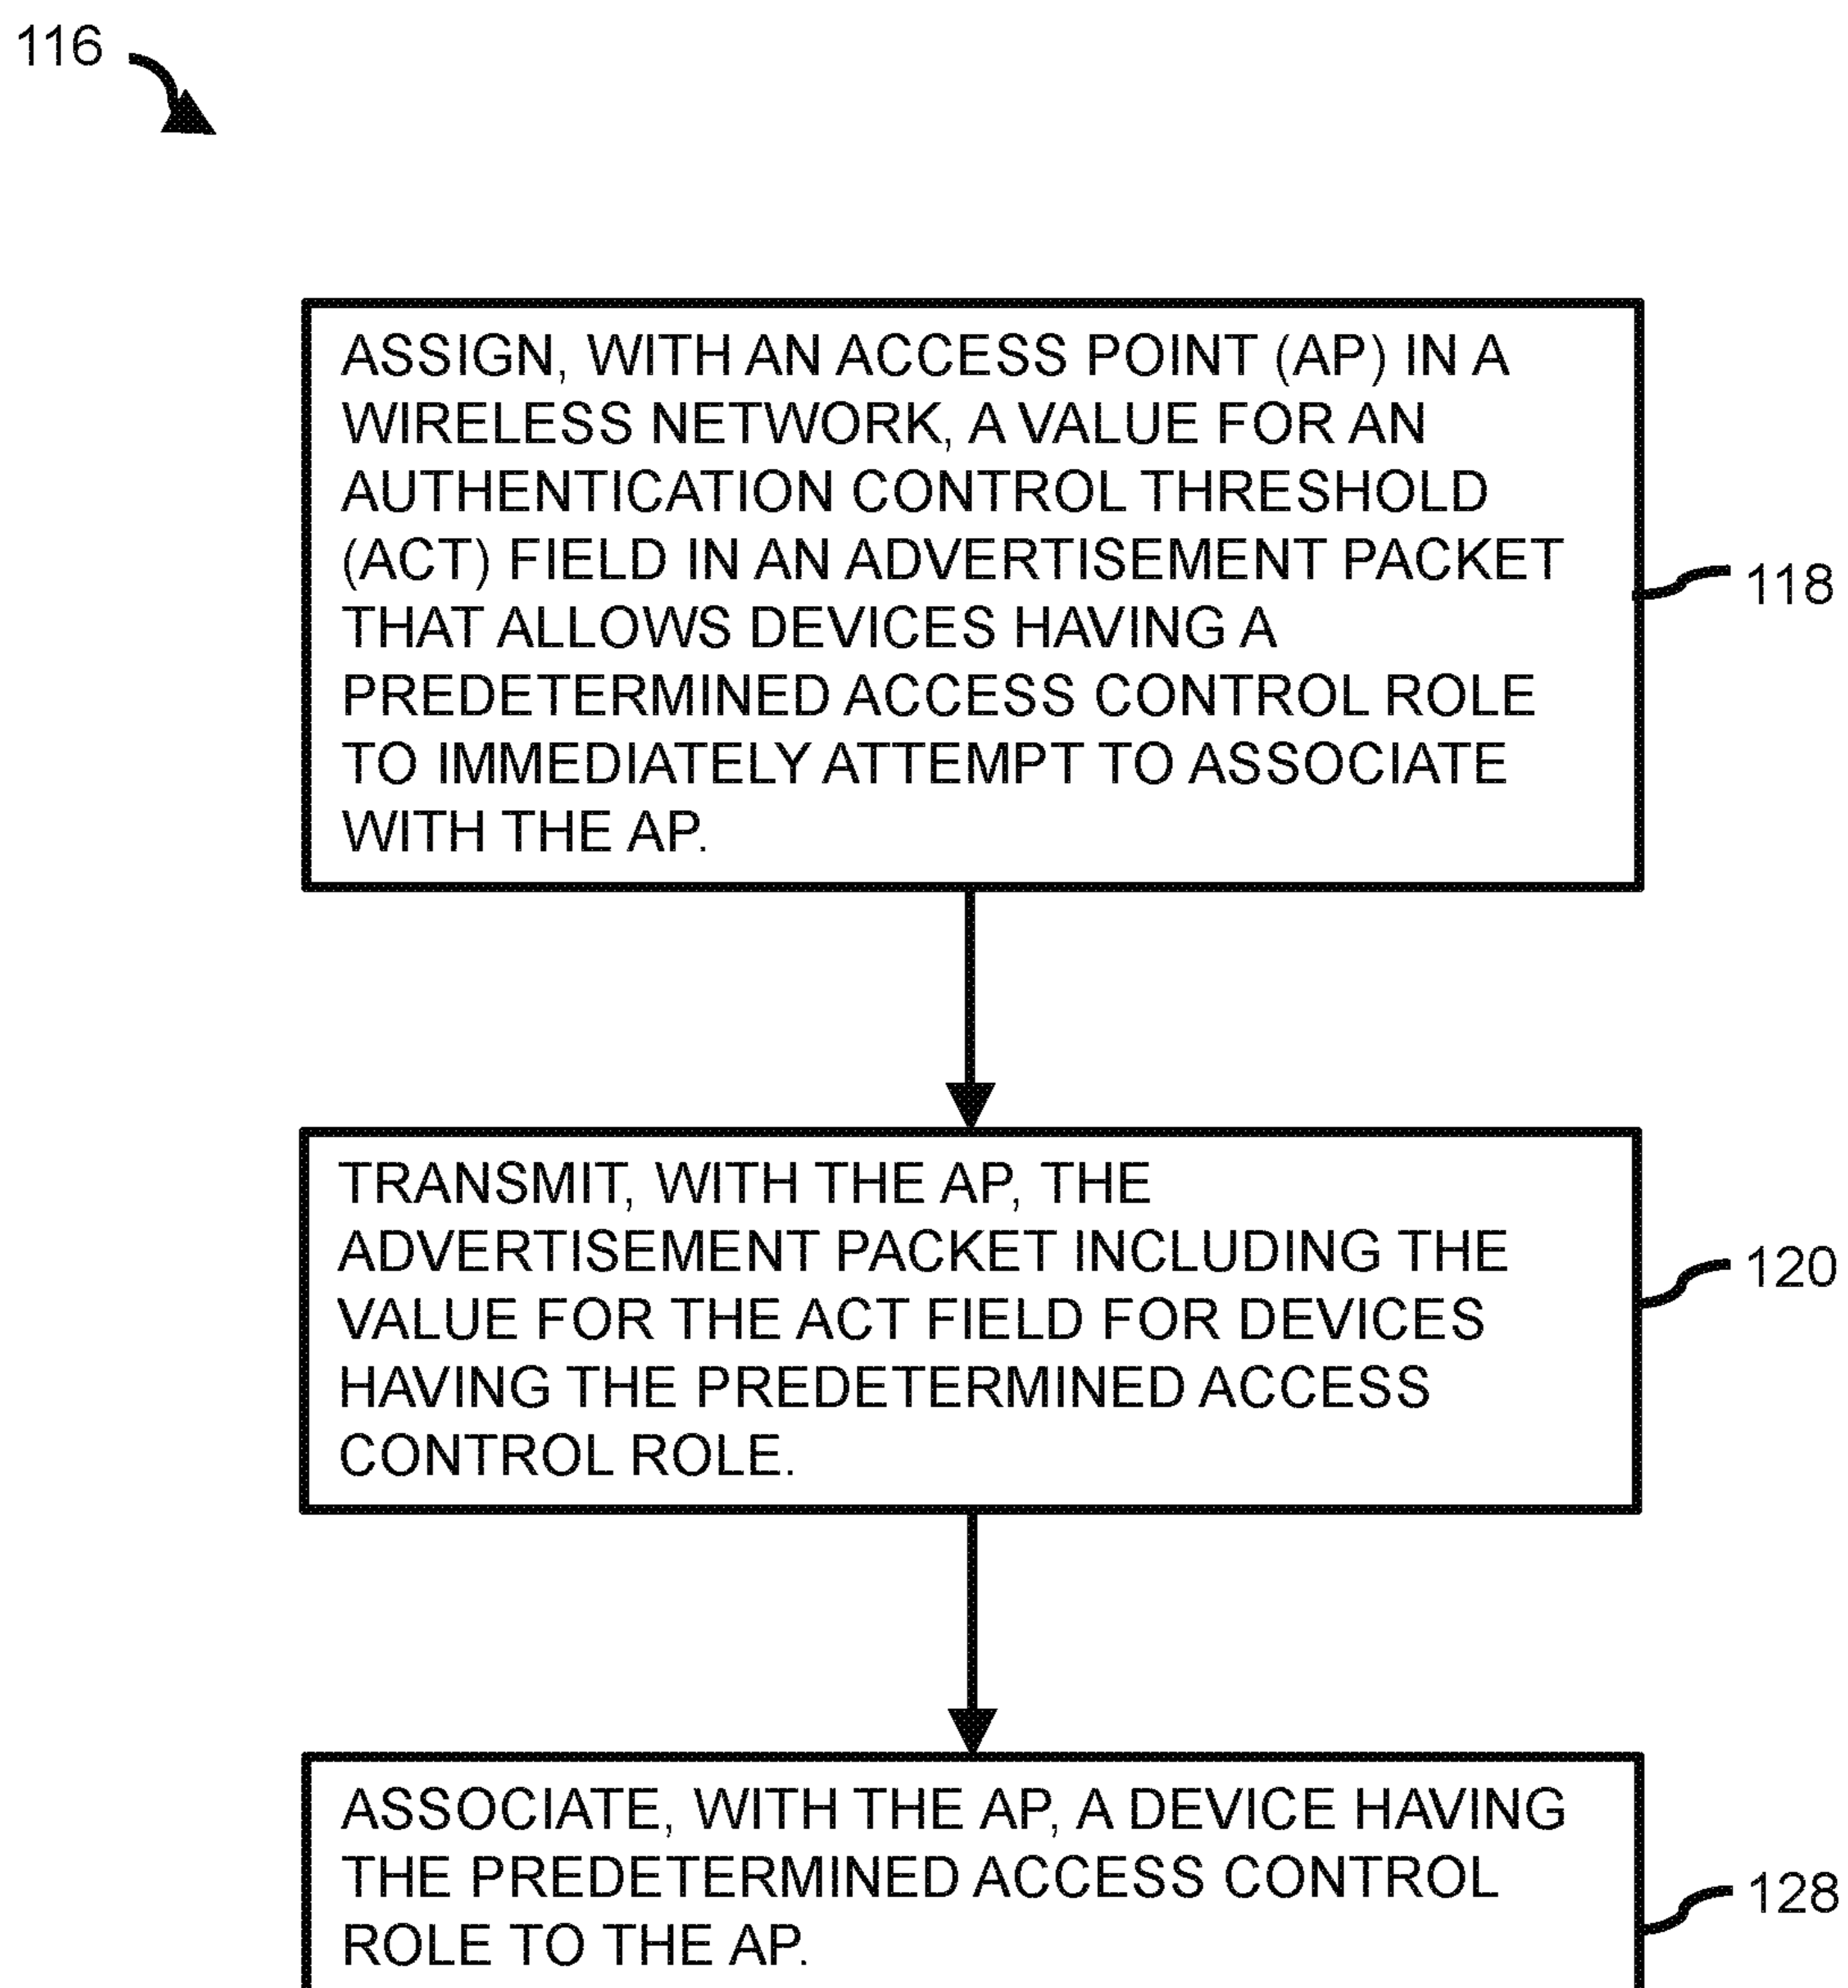 116
ASSIGN, WITH AN ACCESS POINT (AP) IN A
WIRELESS NETWORK, A VALUE FOR AN
AUTHENTICATION CONTROL THRESHOLD
(ACT) FIELD IN AN ADVERTISEMENT PACKET
THAT ALLOWS DEVICES HAVING A
PREDETERMINED ACCESS CONTROL ROLE
TO IMMEDIATELY ATTEMPT TO ASSOCIATE
WITH THE AP.
118
TRANSMIT, WITH THE AP, THE
ADVERTISEMENT PACKET INCLUDING THE
VALUE FOR THE ACT FIELD FOR DEVICES
HAVING THE PREDETERMINED ACCESS
CONTROL ROLE.
120
ASSOCIATE, WITH THE AP, A DEVICE HAVING
THE PREDETERMINED ACCESS CONTROL
ROLE TO THE AP.
128